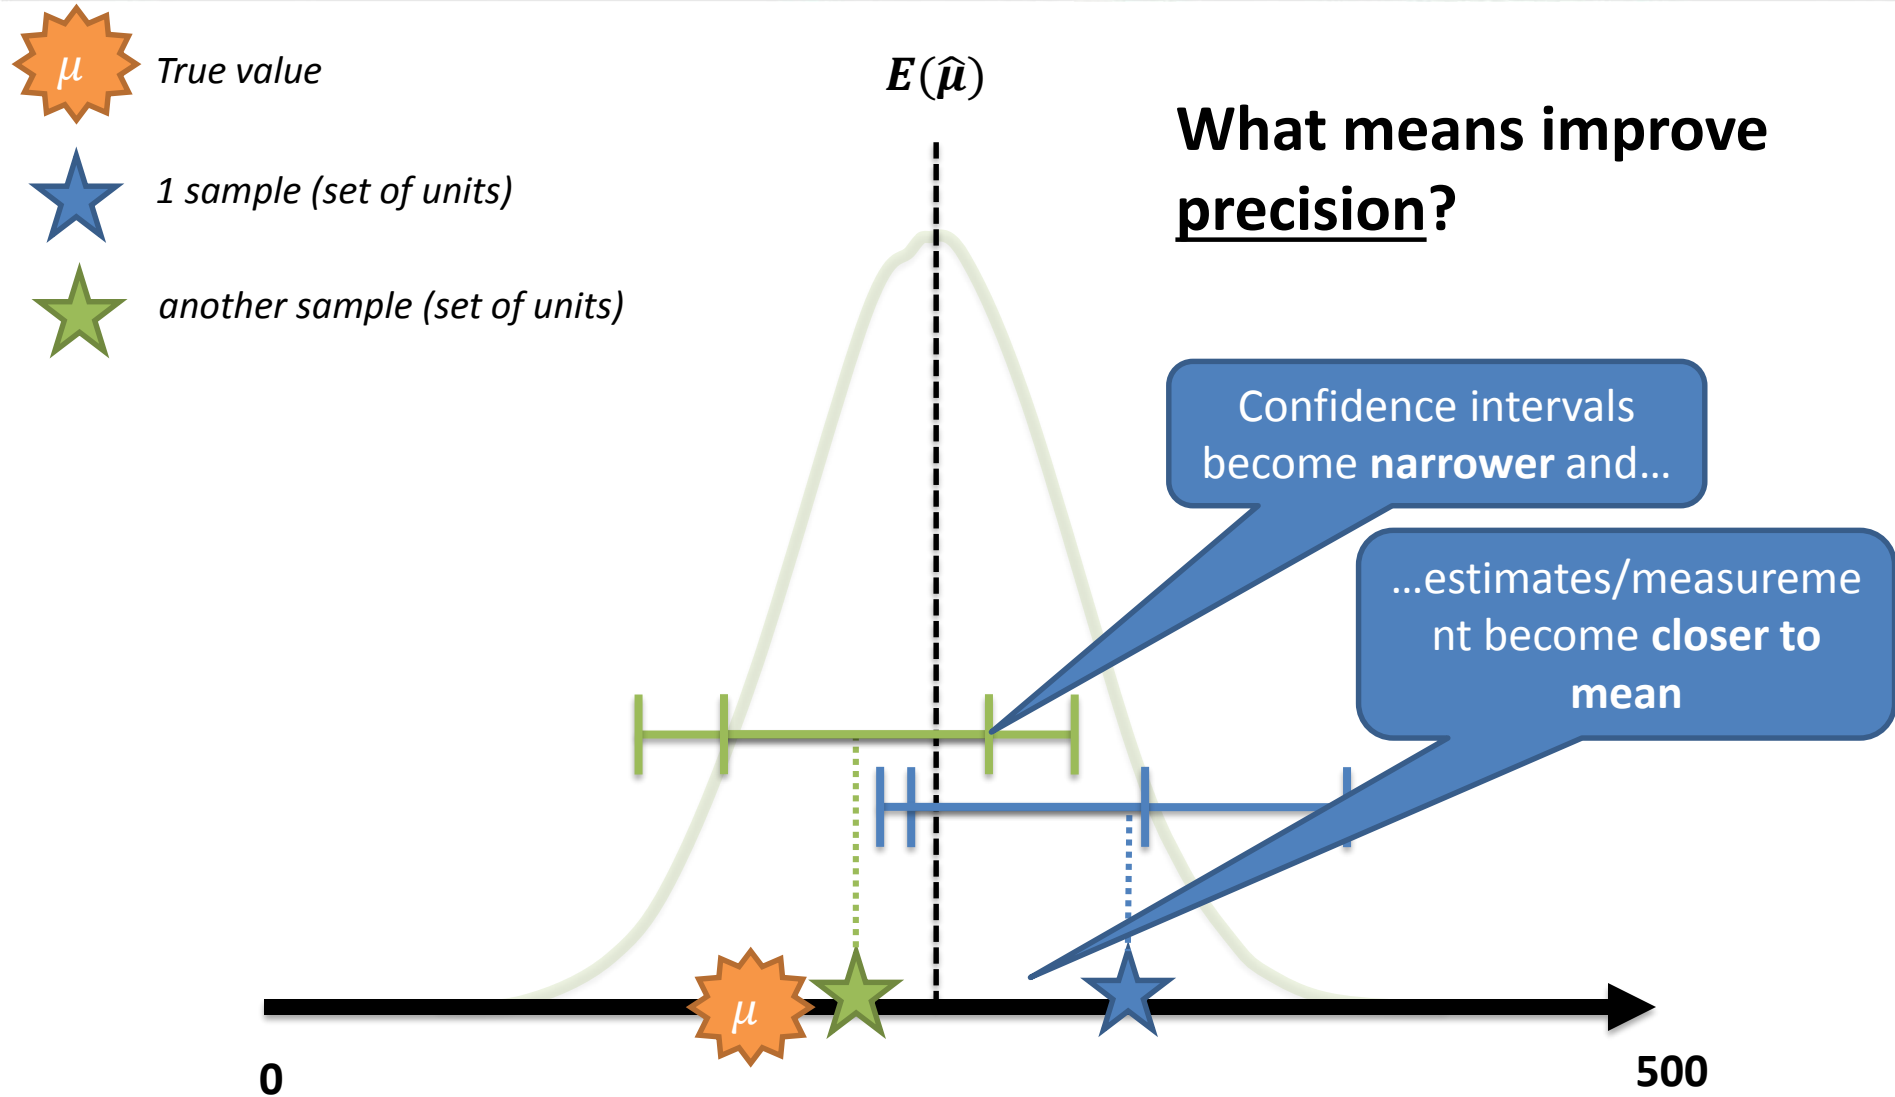 μ
True value
1 sample (set of units)
another sample (set of units)
E(μ̂)
What means improve
precision?
Confidence intervals
become narrower and…
…estimates/measureme
nt become closer to
mean
μ
0
500